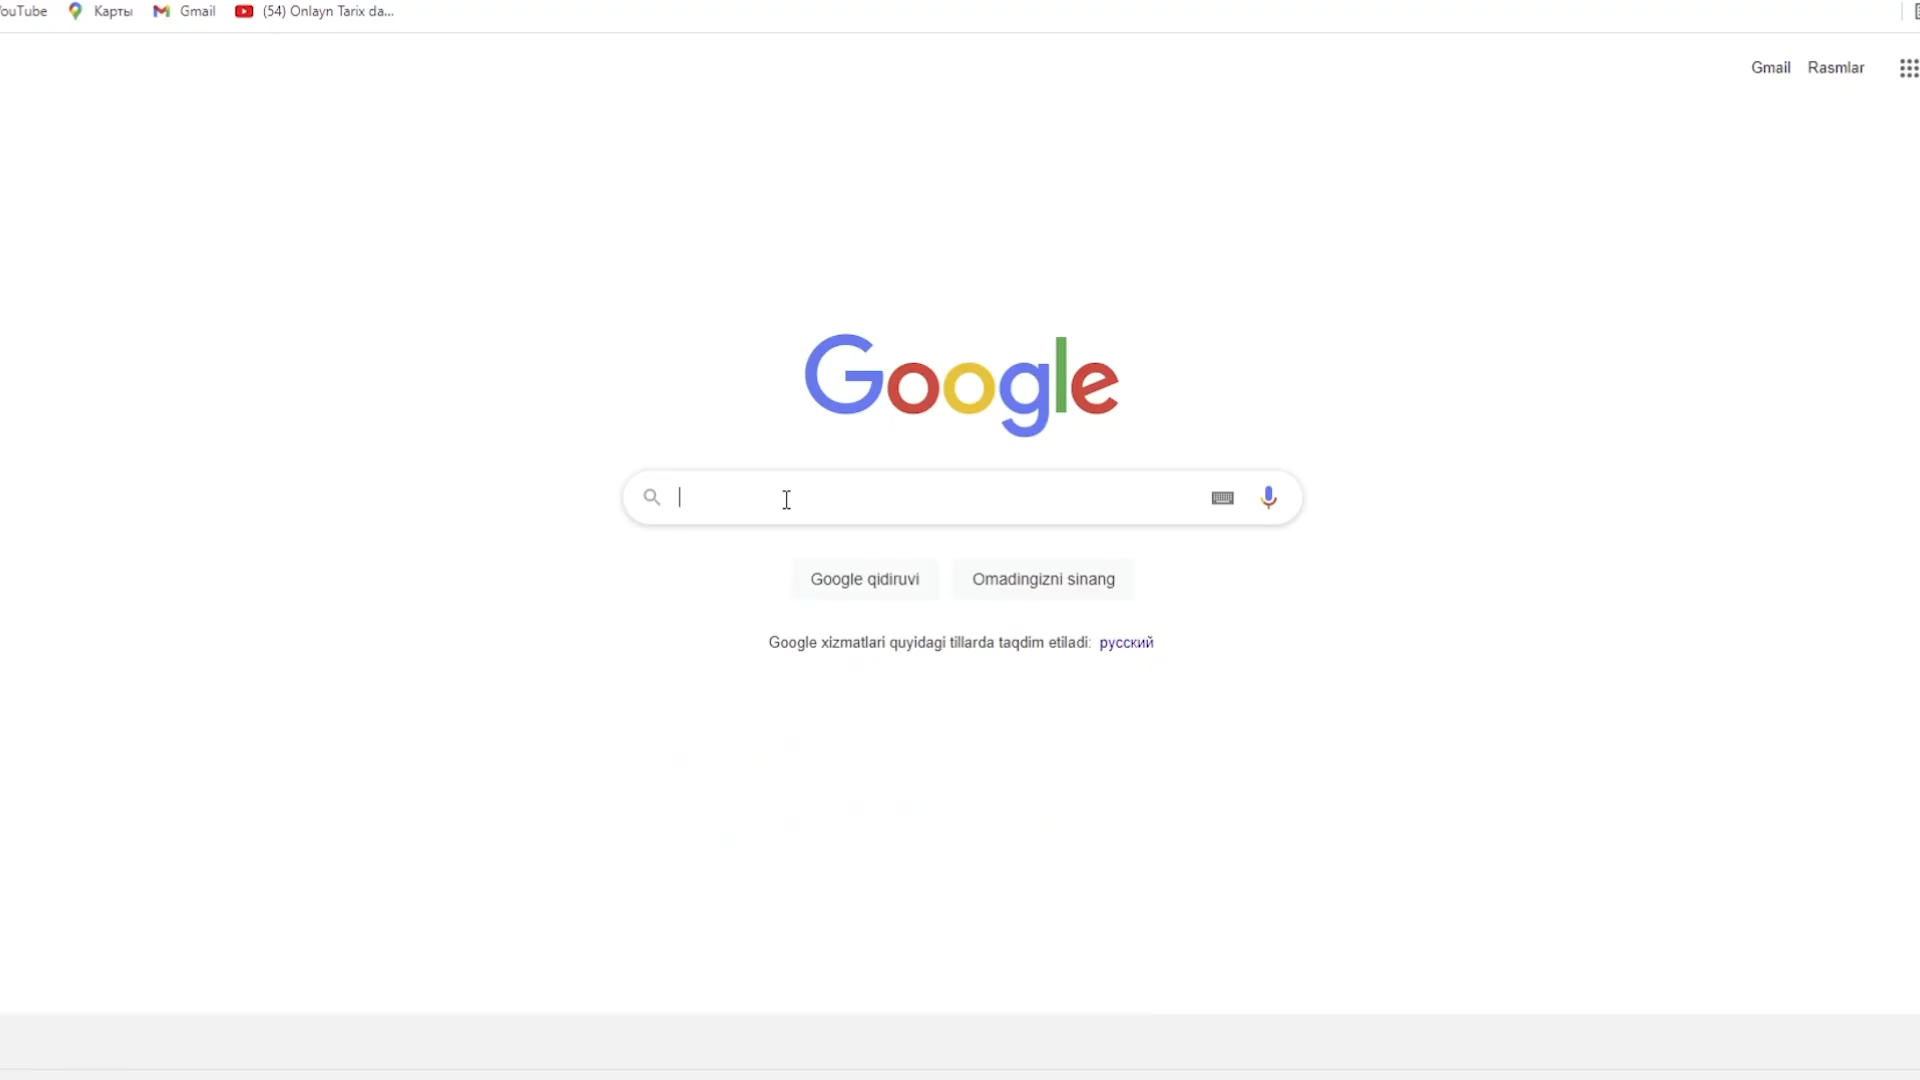 Карты Gmail (54) Onlayn Tarix da...
Gmail Rasmlar
Google
Google qidiruvi Omadingizni sinang
Google xizmatlari quyidagi tillarda taqdim etiladi: русский